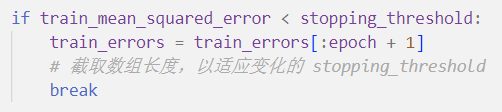 if train_mean_squared_error < stopping_threshold:
    train_errors = train_errors[:epoch + 1]
    # 截取数组长度，以适应变化的 stopping_threshold
    break